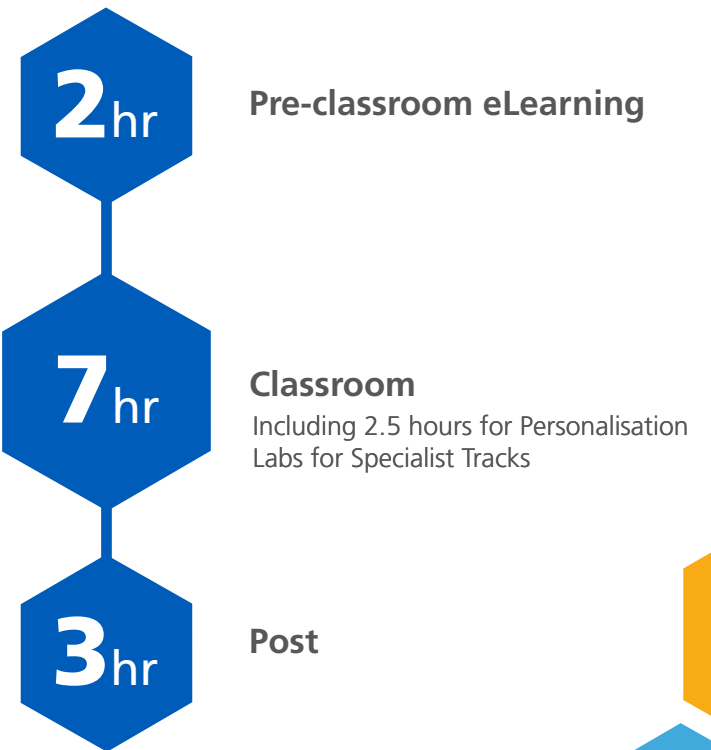 2hr
Pre-classroom eLearning
7hr
Classroom
Including 2.5 hours for Personalisation
Labs for Specialist Tracks
3hr
Post